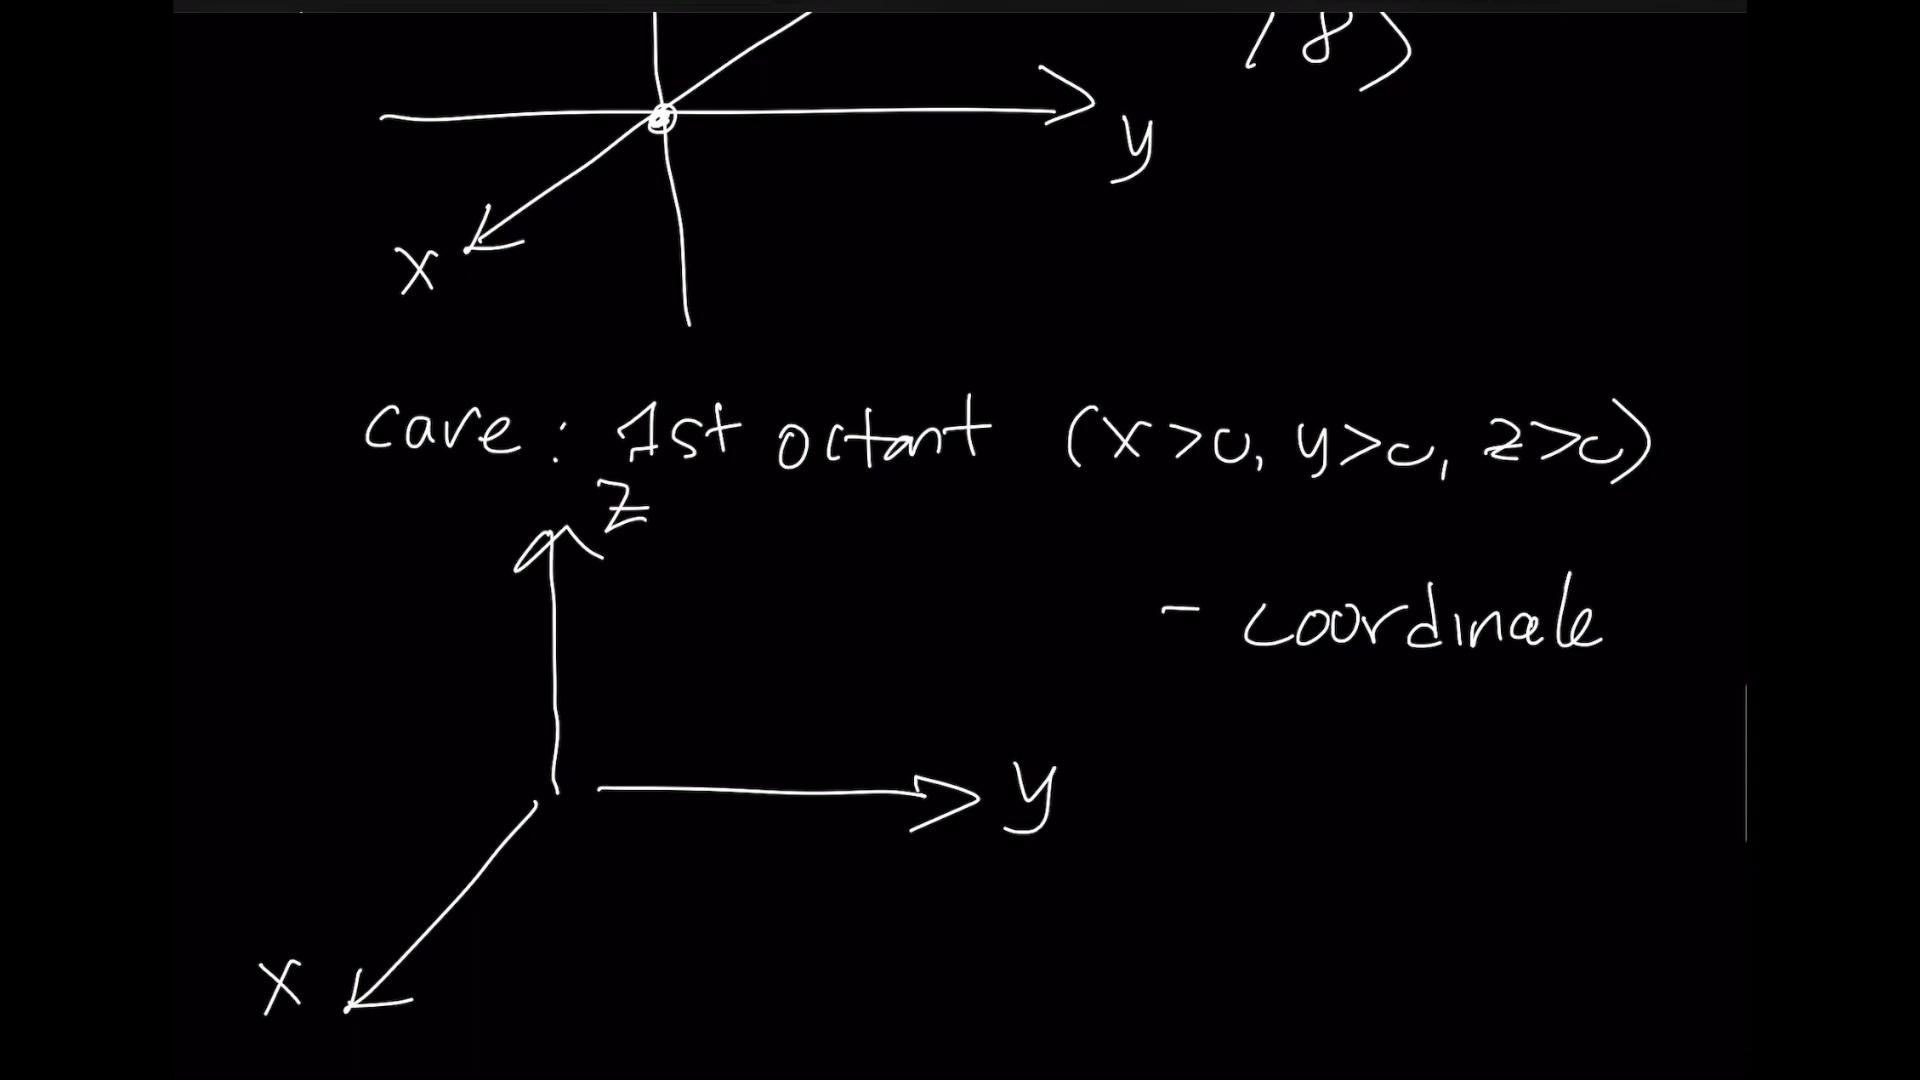 8)
y
x
care: 1st octant (x>0, y>0, z>0)
z
- coordinate
y
x